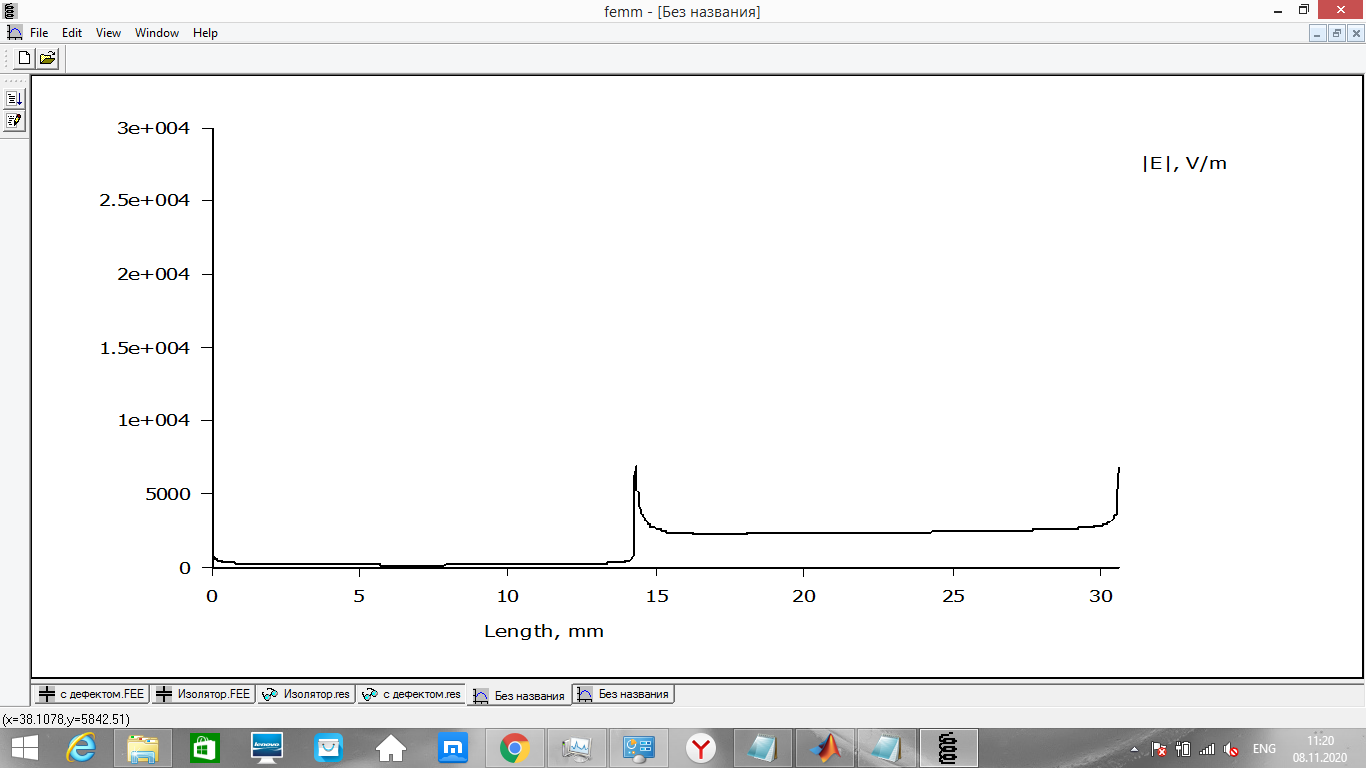 femm - [Без названия]
File Edit View Window Help
3e+004
|E|, V/m
2.5e+004
2e+004
1.5e+004
1e+004
5000
0
0 5 10 15 20 25 30
Length, mm
с дефектом.FEE Изолятор.FEE Изолятор.res с дефектом.res Без названия Без названия
(x=38.1078,y=5842.51)
lenovo
m
Y
ENG
11:20
08.11.2020